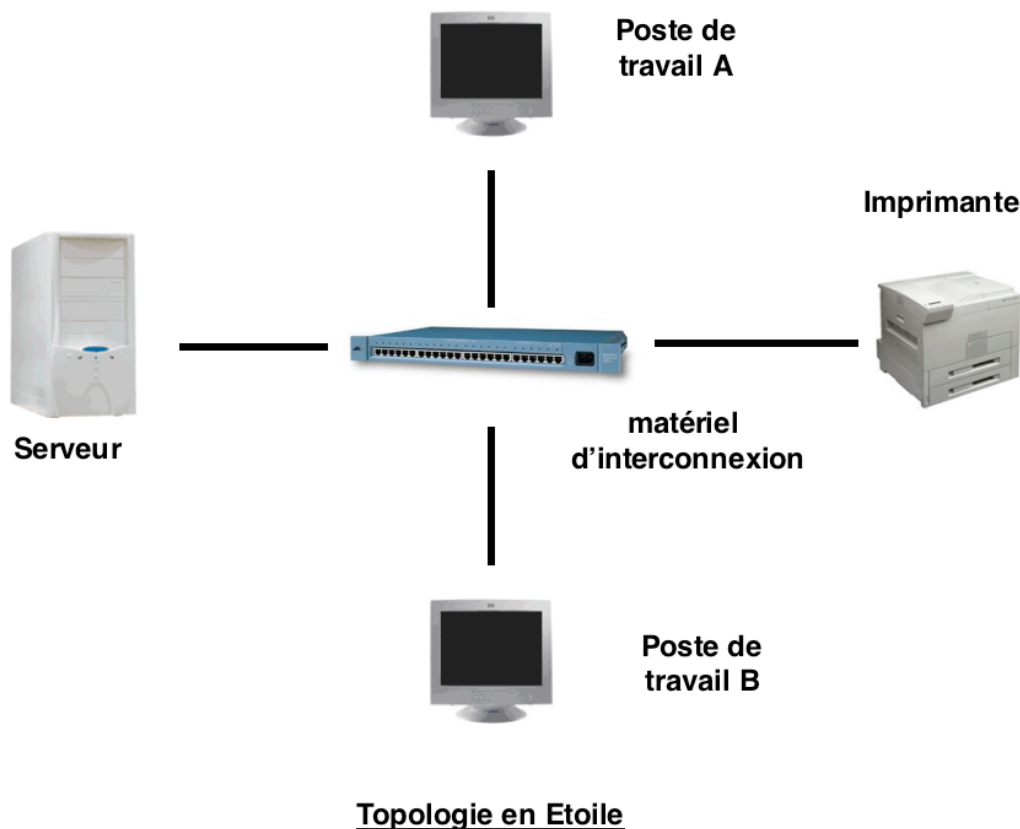 Poste de
travail A
Imprimante
Serveur
matériel
d'interconnexion
Poste de
travail B
Topologie en Etoile